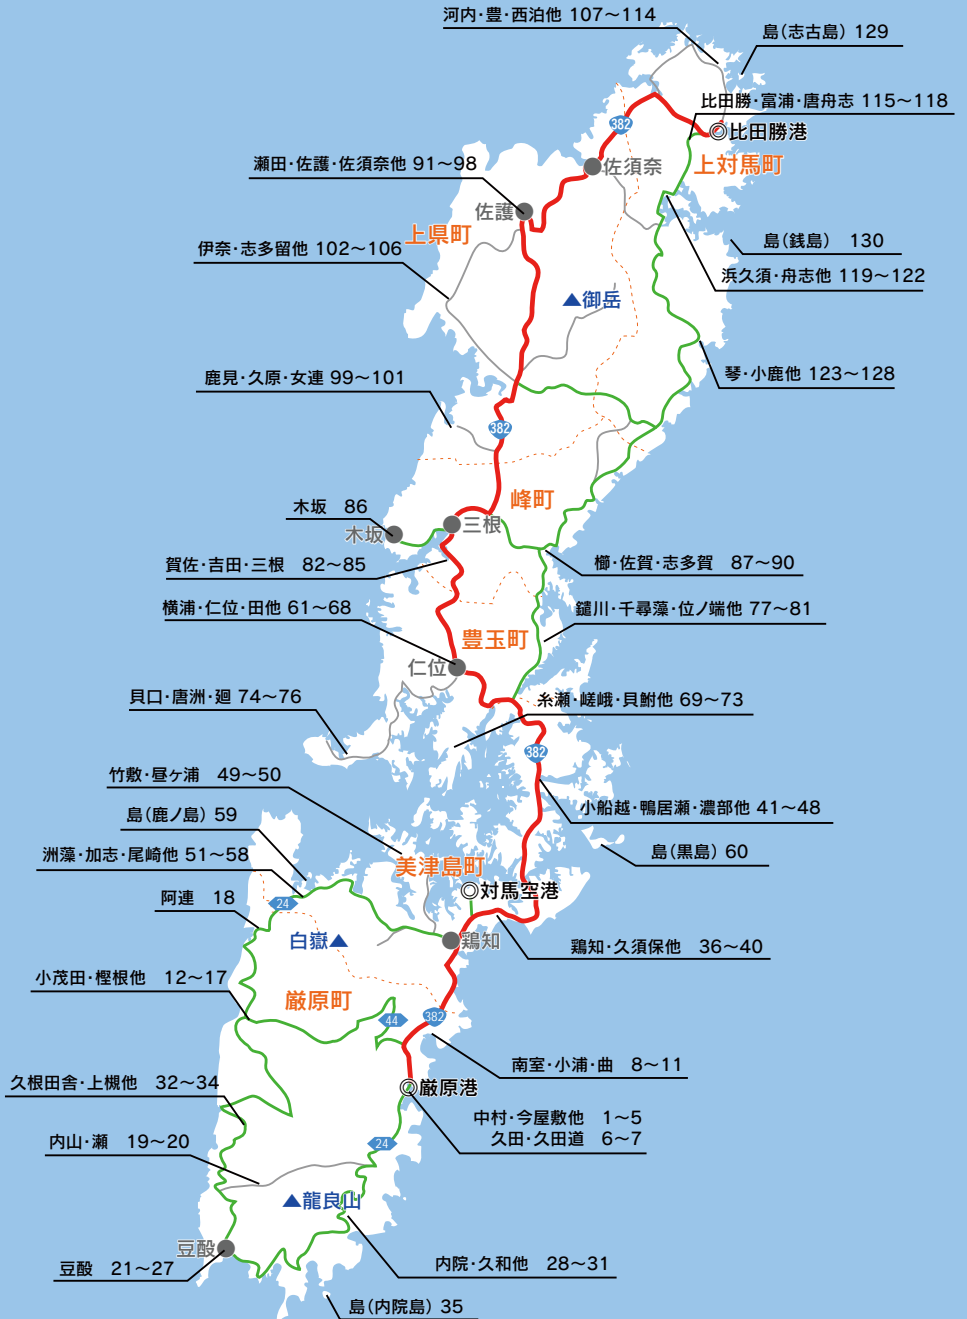 河内・豊・西泊他 107〜114
島(志古島) 129
比田勝・富浦・唐舟志 115〜118
382
◎比田勝港
瀬田・佐護・佐須奈他 91〜98
佐須奈
上対馬町
佐護
上県町
伊奈・志多留他 102〜106
島(銭島) 130
浜久須・舟志他 119〜122
▲御岳
鹿見・久原・女連 99〜101
琴・小鹿他 123〜128
382
峰町
木坂 86
木坂
三根
賀佐・吉田・三根 82〜85
櫛・佐賀・志多賀 87〜90
横浦・仁位・田他 61〜68
鑓川・千尋藻・位ノ端他 77〜81
豊玉町
仁位
貝口・唐洲・廻 74〜76
糸瀬・嵯峨・貝鮒他 69〜73
382
竹敷・昼ヶ浦 49〜50
島(鹿ノ島) 59
小船越・鴨居瀬・濃部他 41〜48
洲藻・加志・尾崎他 51〜58
島(黒島) 60
美津島町
阿連 18
◎対馬空港
24
白嶽▲
鶏知
鶏知・久須保他 36〜40
小茂田・樫根他 12〜17
厳原町
44
382
南室・小浦・曲 8〜11
久根田舎・上槻他 32〜34
◎厳原港
中村・今屋敷他 1〜5
久田・久田道 6〜7
内山・瀬 19〜20
24
▲龍良山
豆酘
豆酘 21〜27
内院・久和他 28〜31
島(内院島) 35